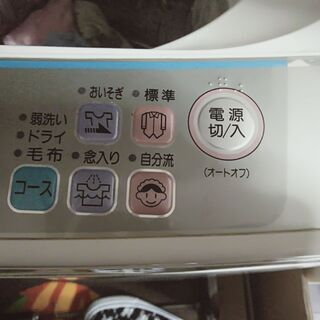 おいそぎ
標準
弱洗い
ドライ
毛布
念入り
自分流
コース
電源
切/入
(オートオフ)